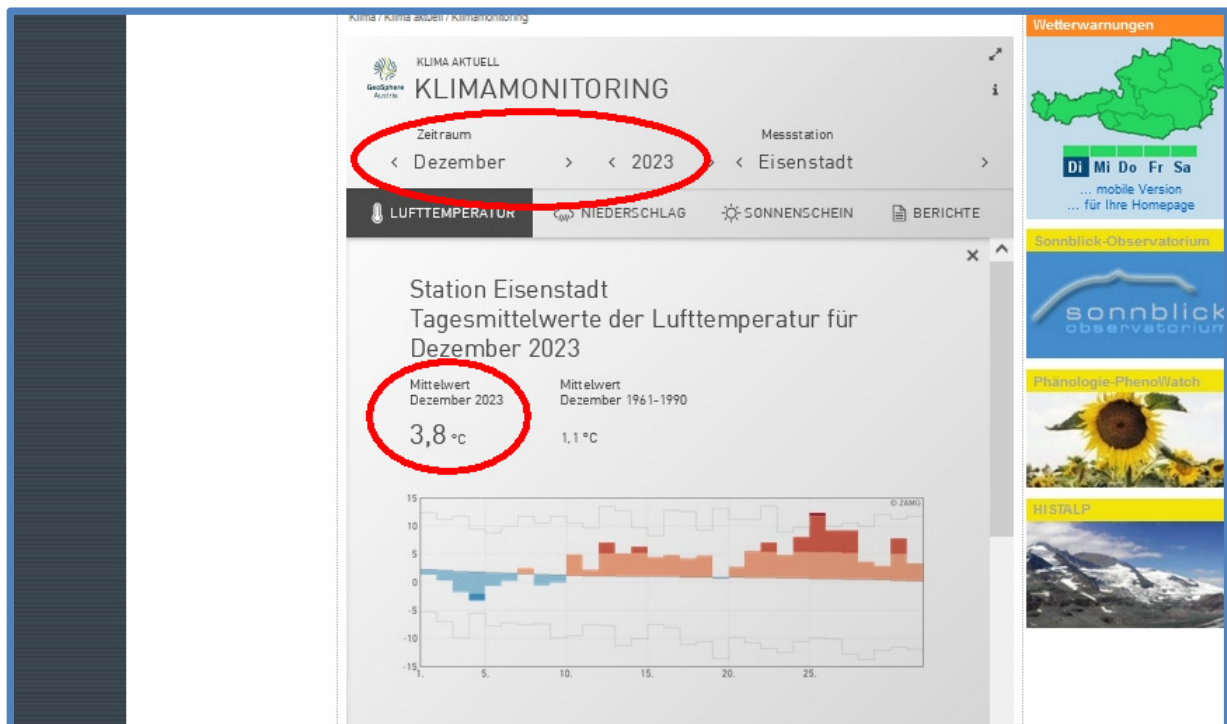 Klima / Klima aktuell / Klimamonitoring
GeoSphere
Austria
KLIMA AKTUELL
KLIMAMONITORING
i
Zeitraum
Messstation
< Dezember > < 2023 > < Eisenstadt >
LUFTTEMPERATUR
NIEDERSCHLAG
SONNENSCHEIN
BERICHTE
×
Station Eisenstadt
Tagesmittelwerte der Lufttemperatur für
Dezember 2023
Mittelwert
Dezember 2023
3,8 °C
Mittelwert
Dezember 1961-1990
1,1 °C
© ZAMG
15
10
5
0
-5
-10
-15
1. 5. 10. 15. 20. 25.
Wetterwarnungen
Di Mi Do Fr Sa
... mobile Version
... für Ihre Homepage
Sonnblick-Observatorium
sonnblick
observatorium
Phänologie-PhenoWatch
HISTALP